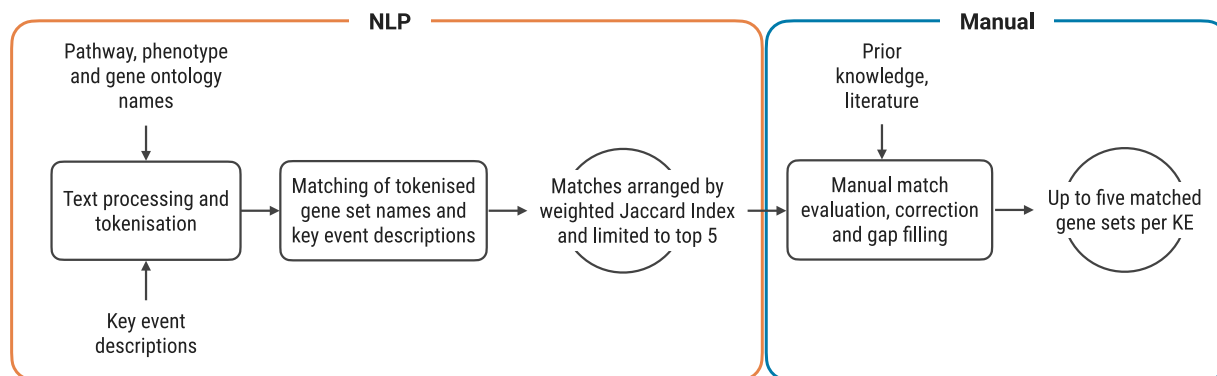 NLP
Pathway, phenotype
and gene ontology
names
Text processing and
tokenisation
Key event
descriptions
Matching of tokenised
gene set names and
key event descriptions
Matches arranged by
weighted Jaccard Index
and limited to top 5
Manual
Prior
knowledge,
literature
Manual match
evaluation, correction
and gap filling
Up to five matched
gene sets per KE